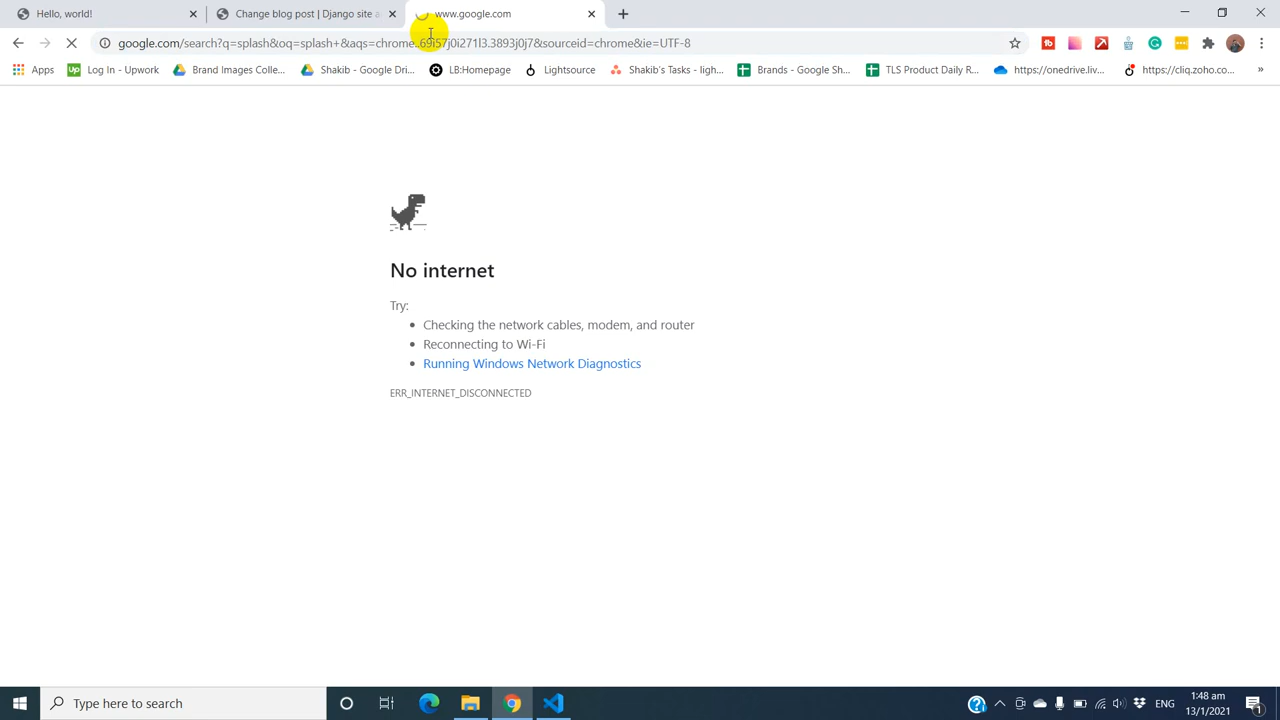 Hello, world!
Change blog post | Django site a
www.google.com
google.com/search?q=splash&oq=splash+&aqs=chrome..69i57j0i271l3.3893j0j7&sourceid=chrome&ie=UTF-8
Apps
Up Log In - Upwork
Brand Images Colle...
Shakib - Google Dri...
LB:Homepage
Lightsource
Shakib's Tasks - ligh...
Brands - Google Sh...
TLS Product Daily R...
https://onedrive.liv...
https://cliq.zoho.co...
»
No internet
Try:
• Checking the network cables, modem, and router
• Reconnecting to Wi-Fi
• Running Windows Network Diagnostics
ERR_INTERNET_DISCONNECTED
Type here to search
ENG
1:48 am
13/1/2021